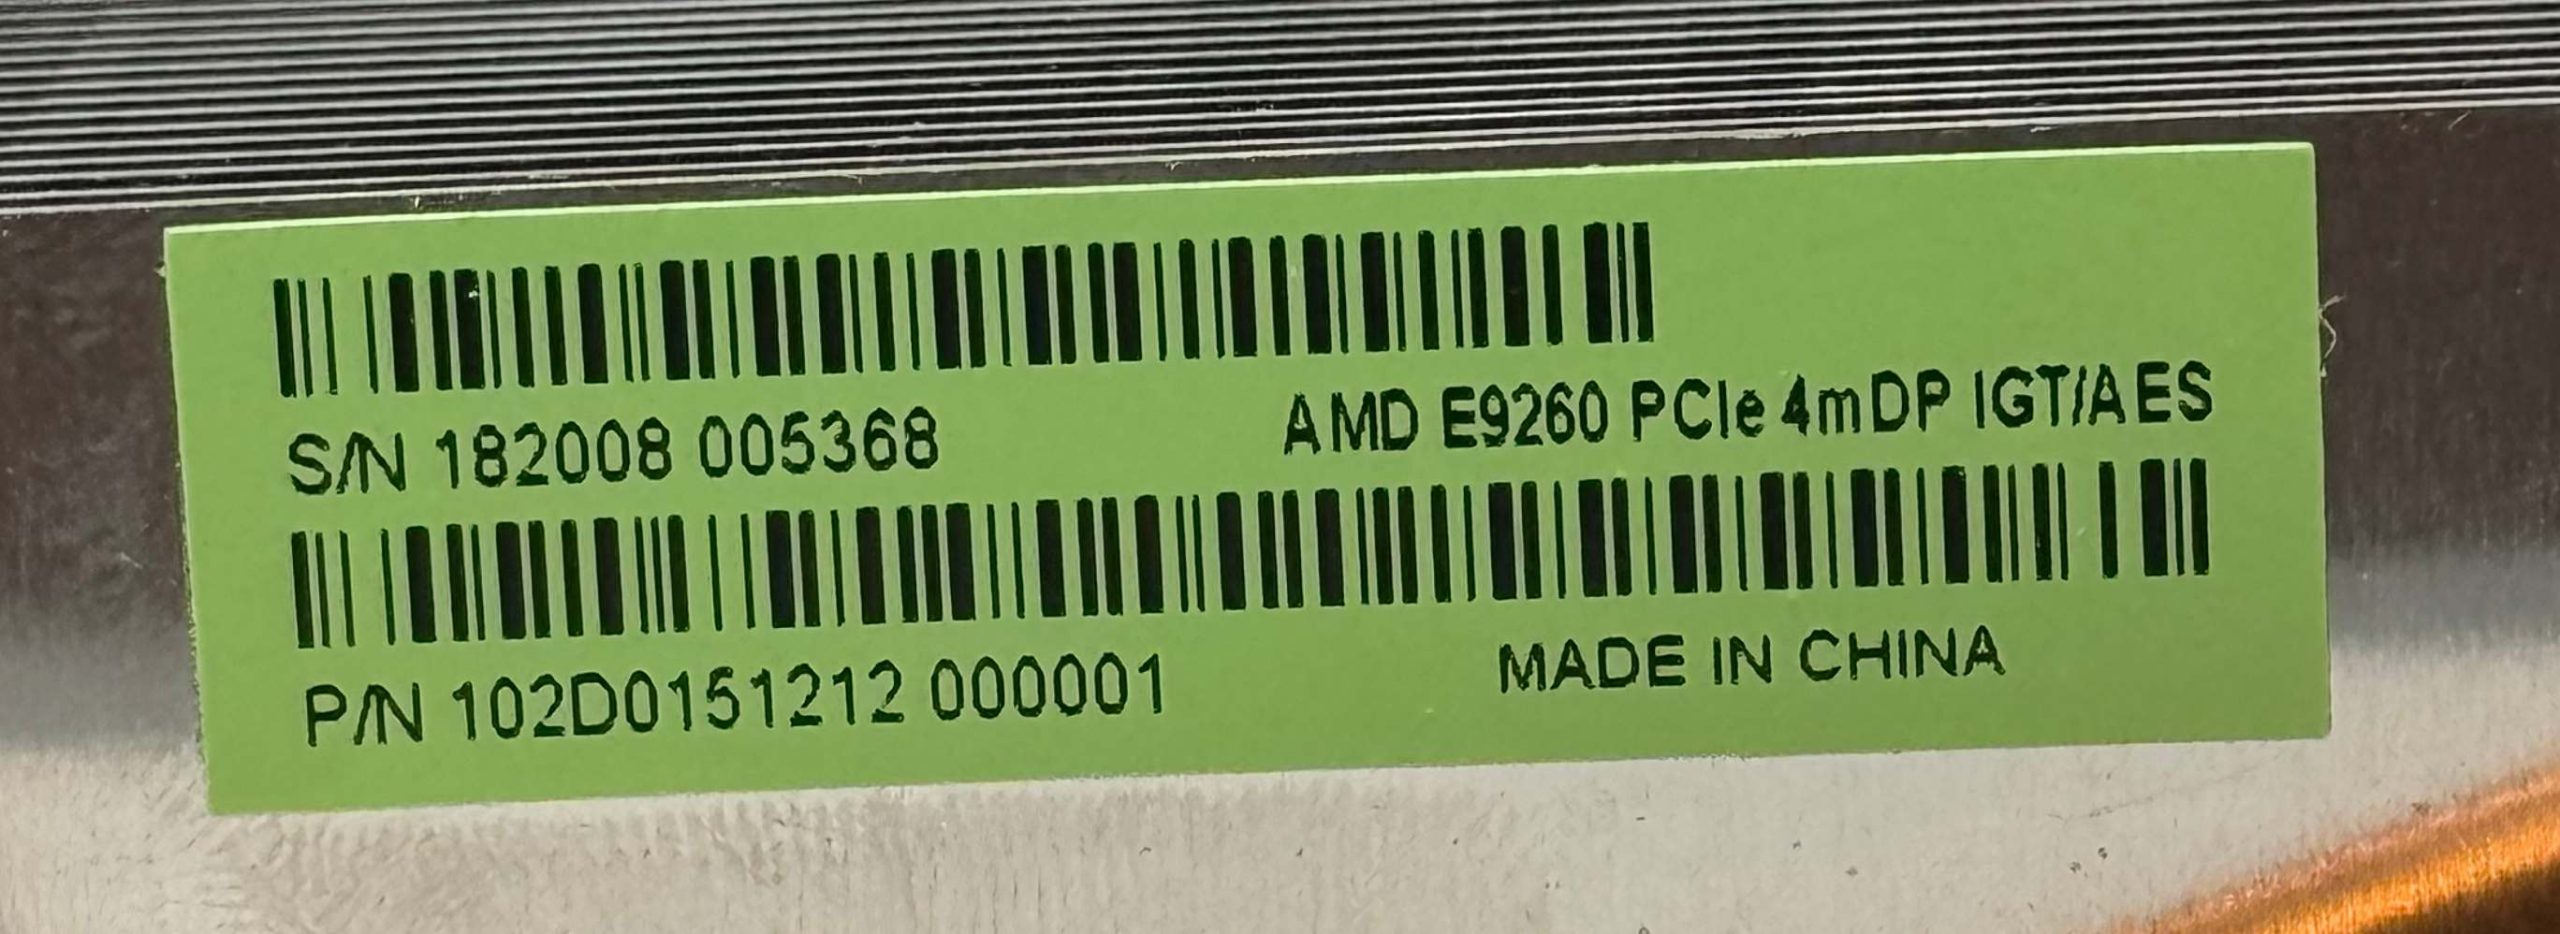 S/N 182008 005368
AMD E9260 PCIe 4mDP IGT/AES
P/N 102D0151212 000001
MADE IN CHINA